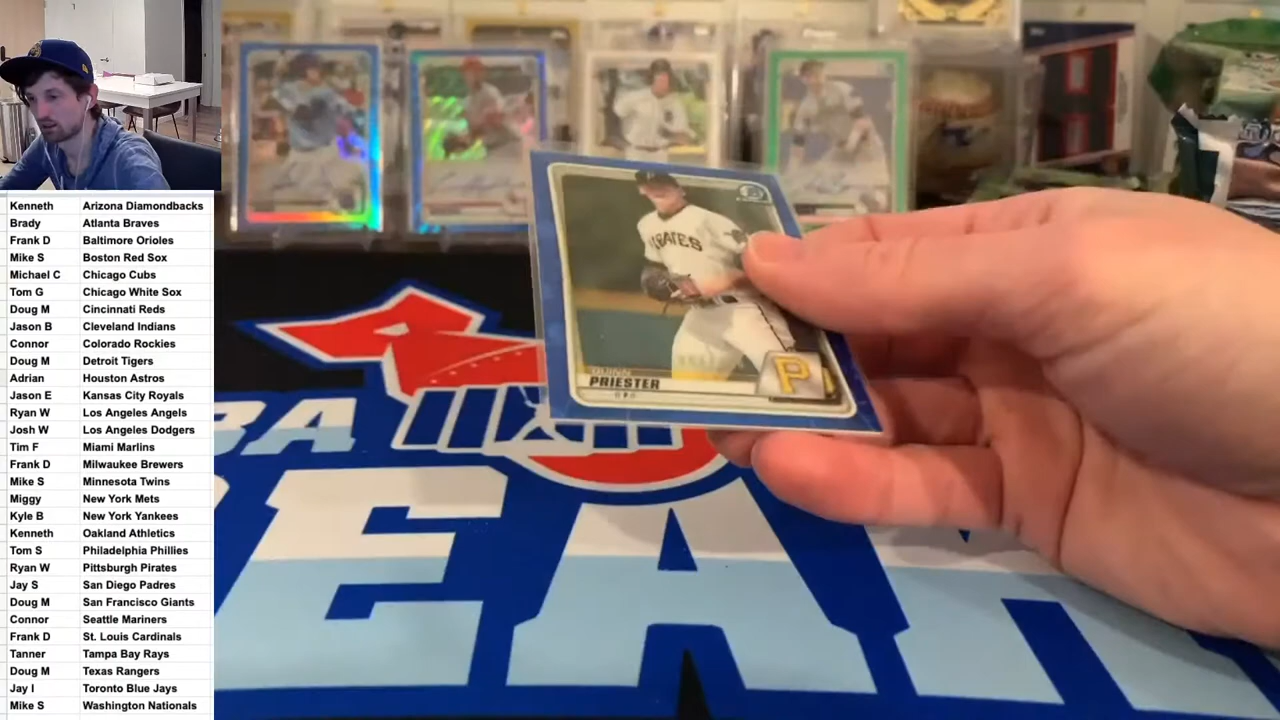 Kenneth Arizona Diamondbacks
Brady Atlanta Braves
Frank D Baltimore Orioles
Mike S Boston Red Sox
Michael C Chicago Cubs
Tom G Chicago White Sox
Doug M Cincinnati Reds
Jason B Cleveland Indians
Connor Colorado Rockies
Doug M Detroit Tigers
Adrian Houston Astros
Jason E Kansas City Royals
Ryan W Los Angeles Angels
Josh W Los Angeles Dodgers
Tim F Miami Marlins
Frank D Milwaukee Brewers
Mike S Minnesota Twins
Miggy New York Mets
Kyle B New York Yankees
Kenneth Oakland Athletics
Tom S Philadelphia Phillies
Ryan W Pittsburgh Pirates
Jay S San Diego Padres
Doug M San Francisco Giants
Connor Seattle Mariners
Frank D St. Louis Cardinals
Tanner Tampa Bay Rays
Doug M Texas Rangers
Jay I Toronto Blue Jays
Mike S Washington Nationals
PIRATES
QUINN
PRIESTER
P
BA
EA